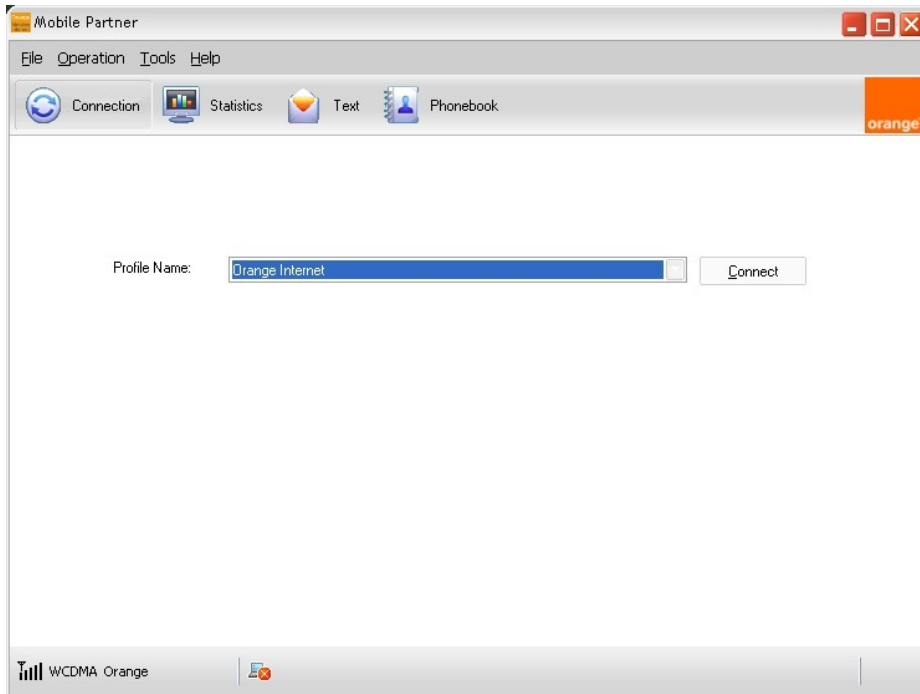 Mobile Partner
File Operation Tools Help
Connection Statistics Text Phonebook
orange
Profile Name: Orange Internet Connect
WCDMA Orange